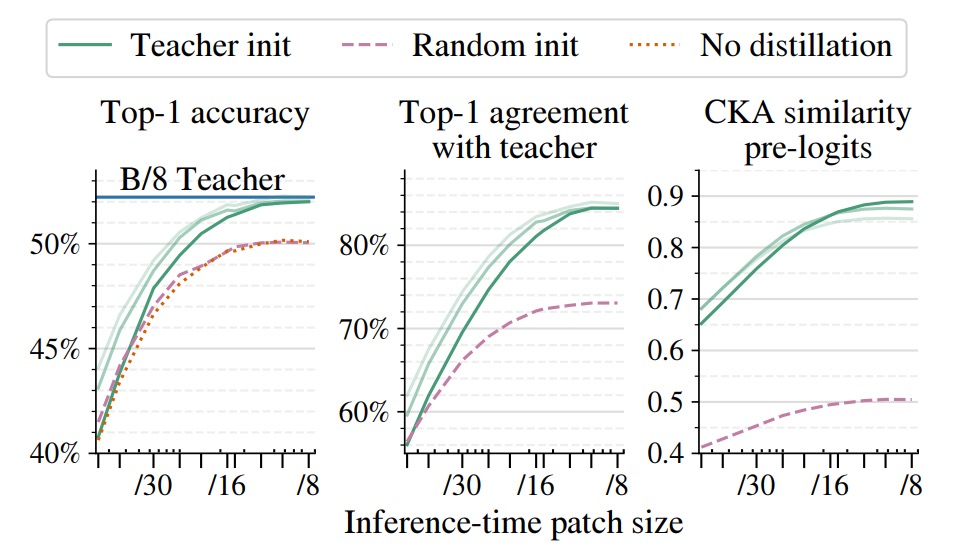 Teacher init Random init No distillation
Top-1 accuracy
Top-1 agreement
with teacher
CKA similarity
pre-logits
B/8 Teacher
50%
45%
40%
/30 /16 /8
80%
70%
60%
/30 /16 /8
0.9
0.8
0.7
0.6
0.5
0.4
/30 /16 /8
Inference-time patch size